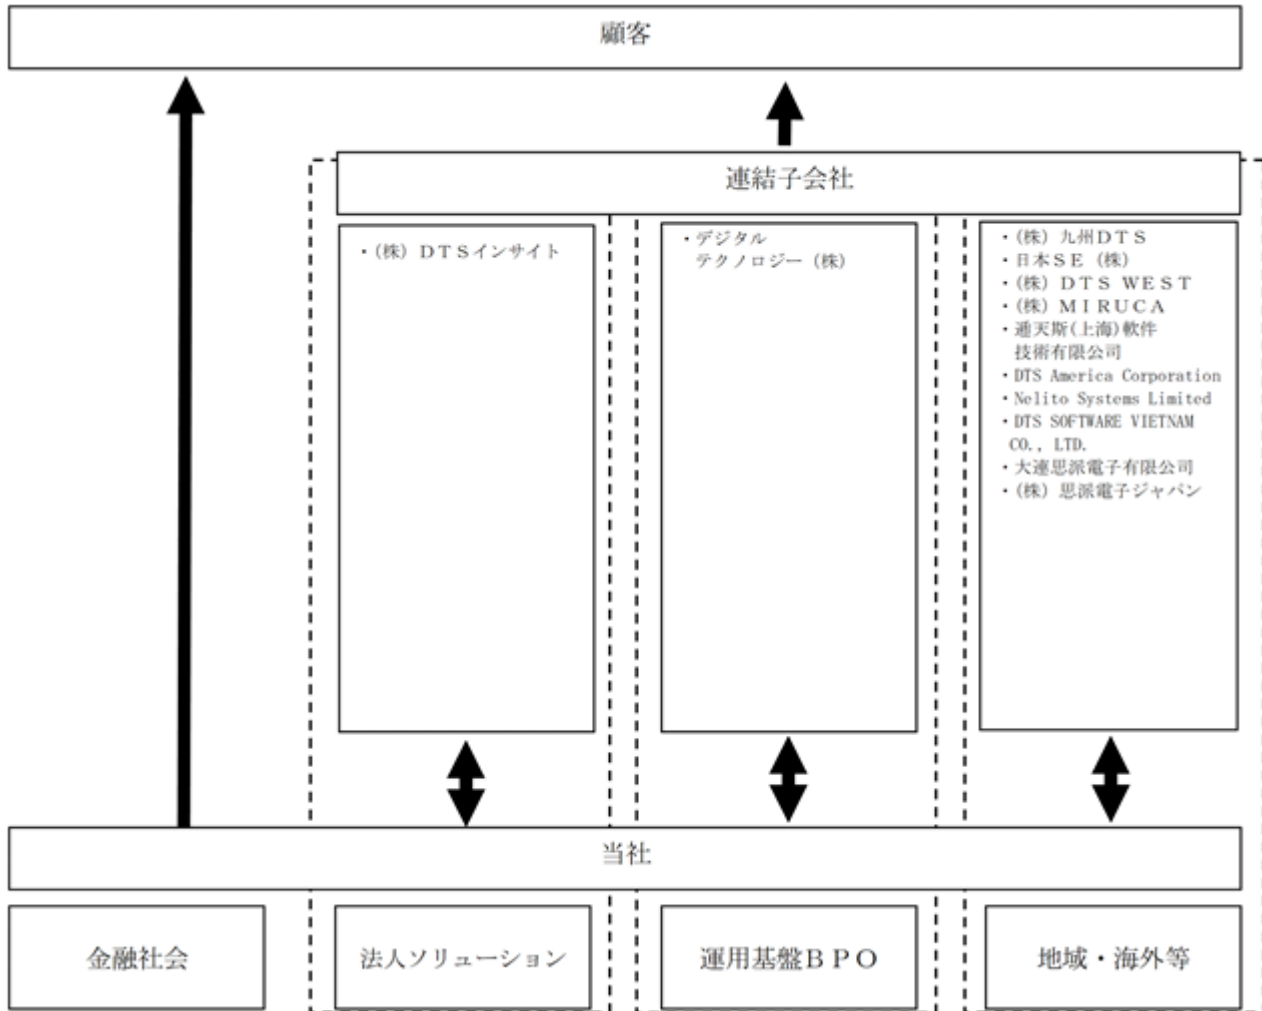 顧客
連結子会社
・(株) ＤＴＳインサイト
・デジタル
テクノロジー (株)
・(株) 九州ＤＴＳ
・日本ＳＥ (株)
・(株) ＤＴＳ ＷＥＳＴ
・(株) ＭＩＲＵＣＡ
・逓天斯(上海)軟件
技術有限公司
・DTS America Corporation
・Nelito Systems Limited
・DTS SOFTWARE VIETNAM
CO., LTD.
・大連思派電子有限公司
・(株) 思派電子ジャパン
当社
金融社会
法人ソリューション
運用基盤ＢＰＯ
地域・海外等